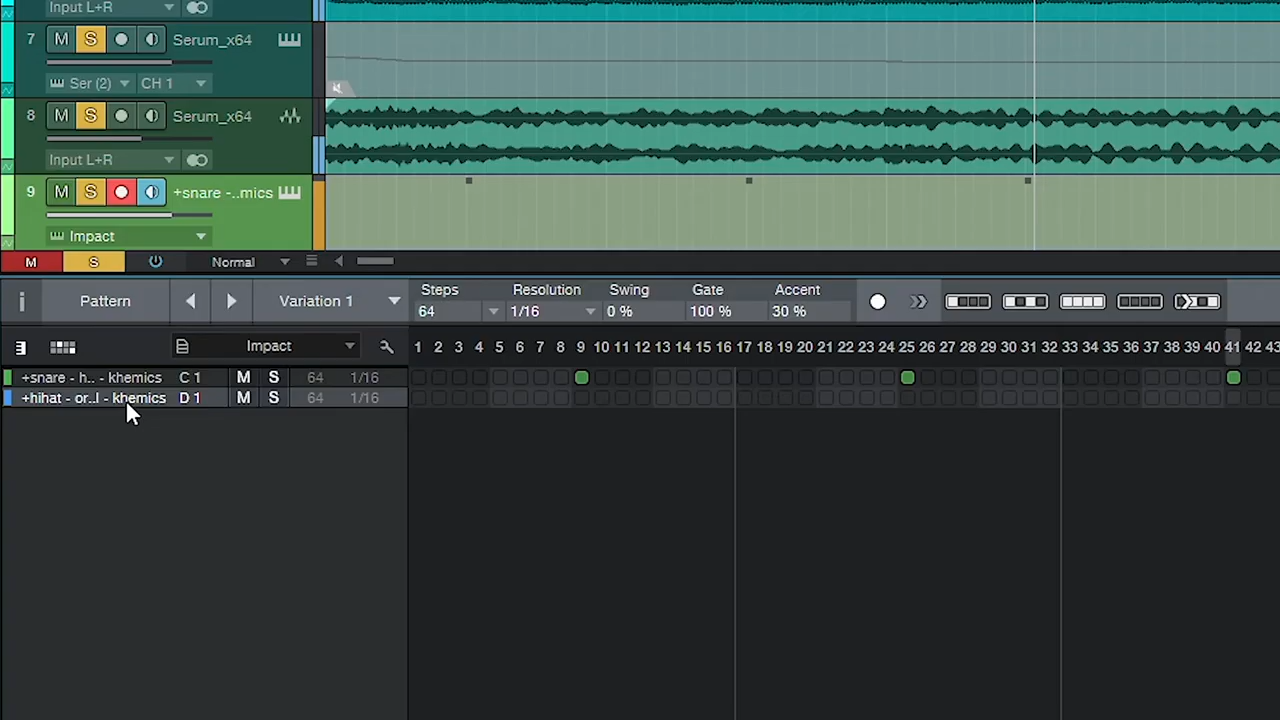 Input L+R
7 M S Serum_x64
Ser (2) CH 1
8 M S Serum_x64
Input L+R
9 M S +snare -..mics
Impact
M S Normal
i Pattern Variation 1 Steps 64 Resolution 1/16 Swing 0 % Gate 100 % Accent 30 %
Impact 1 2 3 4 5 6 7 8 9 10 11 12 13 14 15 16 17 18 19 20 21 22 23 24 25 26 27 28 29 30 31 32 33 34 35 36 37 38 39 40 41 42 43
+snare - h.. - khemics C 1 M S 64 1/16
+hihat - or..l - khemics D 1 M S 64 1/16